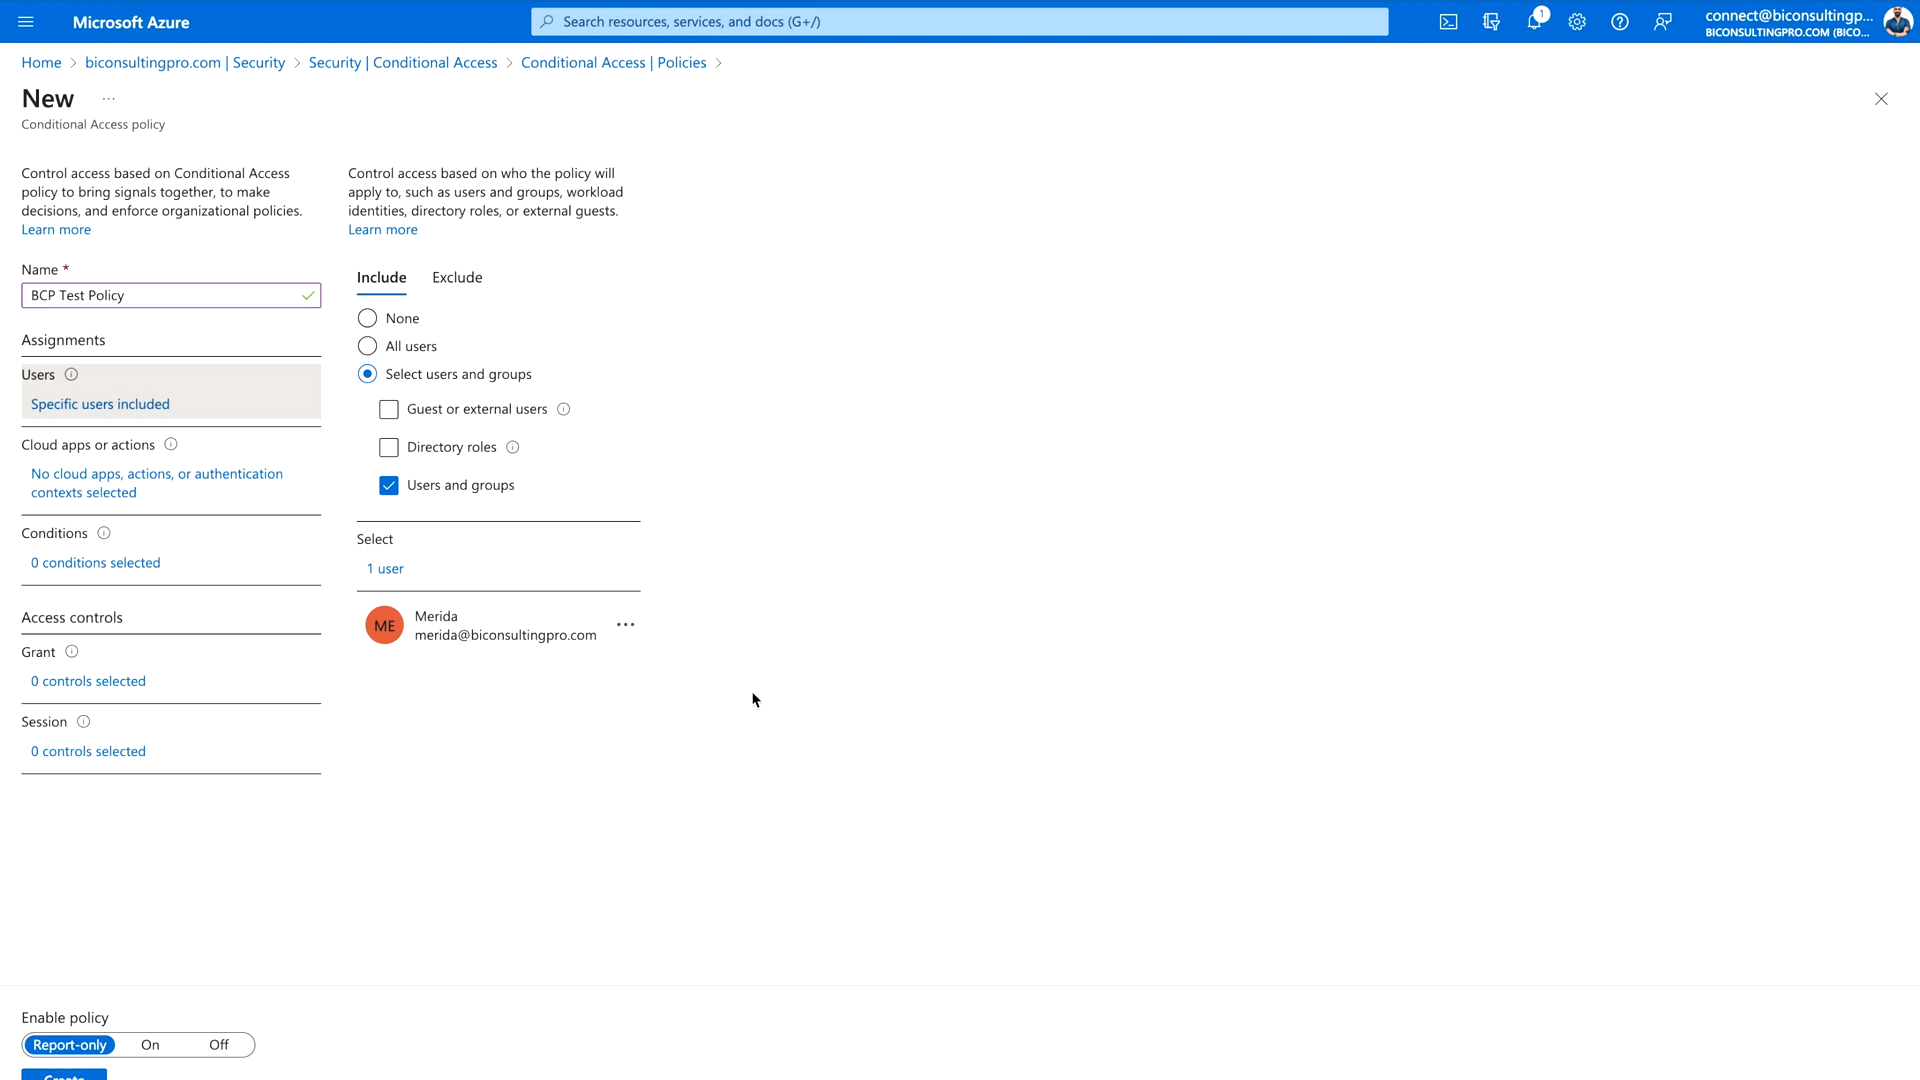 Microsoft Azure
Search resources, services, and docs (G+/)
1
connect@biconsultingp...
BICONSULTINGPRO.COM (BICO...
Home > biconsultingpro.com | Security > Security | Conditional Access > Conditional Access | Policies >
New ...
Conditional Access policy
Control access based on Conditional Access
policy to bring signals together, to make
decisions, and enforce organizational policies.
Learn more
Name *
BCP Test Policy
Assignments
Users
Specific users included
Cloud apps or actions
No cloud apps, actions, or authentication
contexts selected
Conditions
0 conditions selected
Access controls
Grant
0 controls selected
Session
0 controls selected
Control access based on who the policy will
apply to, such as users and groups, workload
identities, directory roles, or external guests.
Learn more
Include Exclude
None
All users
Select users and groups
Guest or external users
Directory roles
Users and groups
Select
1 user
ME
Merida
merida@biconsultingpro.com
Enable policy
Report-only On Off
Create